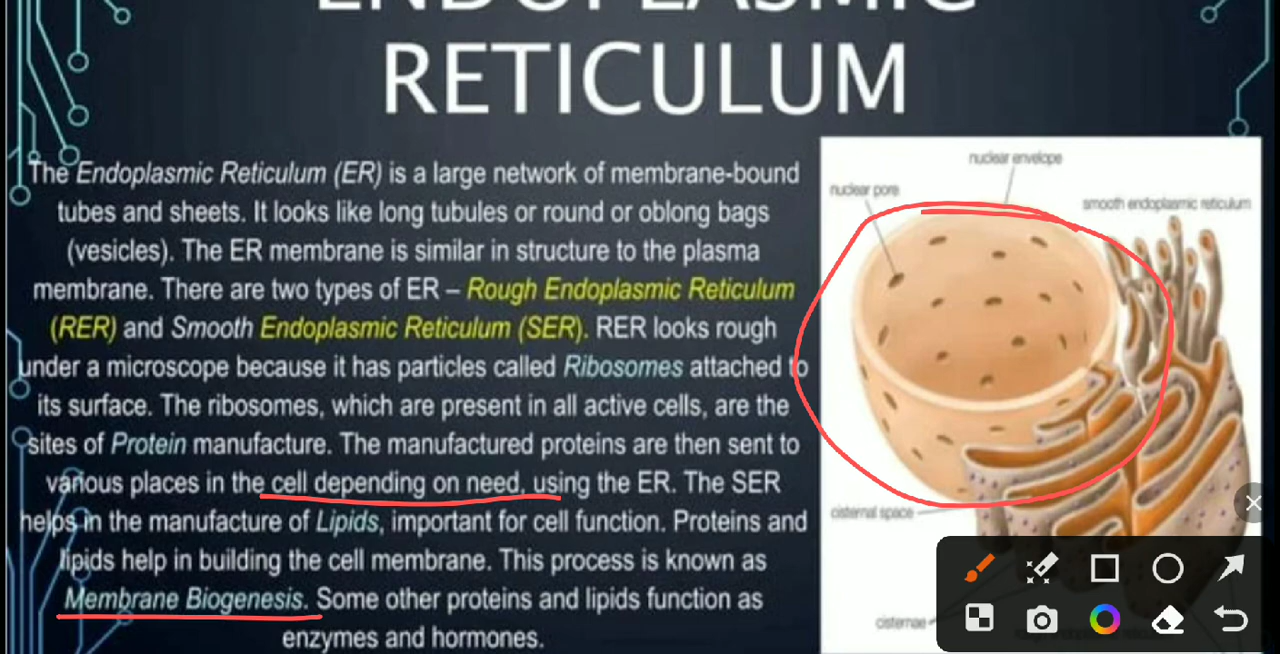 ENDOPLASMIC
RETICULUM
The Endoplasmic Reticulum (ER) is a large network of membrane-bound
tubes and sheets. It looks like long tubules or round or oblong bags
(vesicles). The ER membrane is similar in structure to the plasma
membrane. There are two types of ER – Rough Endoplasmic Reticulum
(RER) and Smooth Endoplasmic Reticulum (SER). RER looks rough
under a microscope because it has particles called Ribosomes attached to
its surface. The ribosomes, which are present in all active cells, are the
sites of Protein manufacture. The manufactured proteins are then sent to
various places in the cell depending on need, using the ER. The SER
helps in the manufacture of Lipids, important for cell function. Proteins and
lipids help in building the cell membrane. This process is known as
Membrane Biogenesis. Some other proteins and lipids function as
enzymes and hormones.
nuclear envelope
nuclear pore
smooth endoplasmic reticulum
cisternal space
cisternae